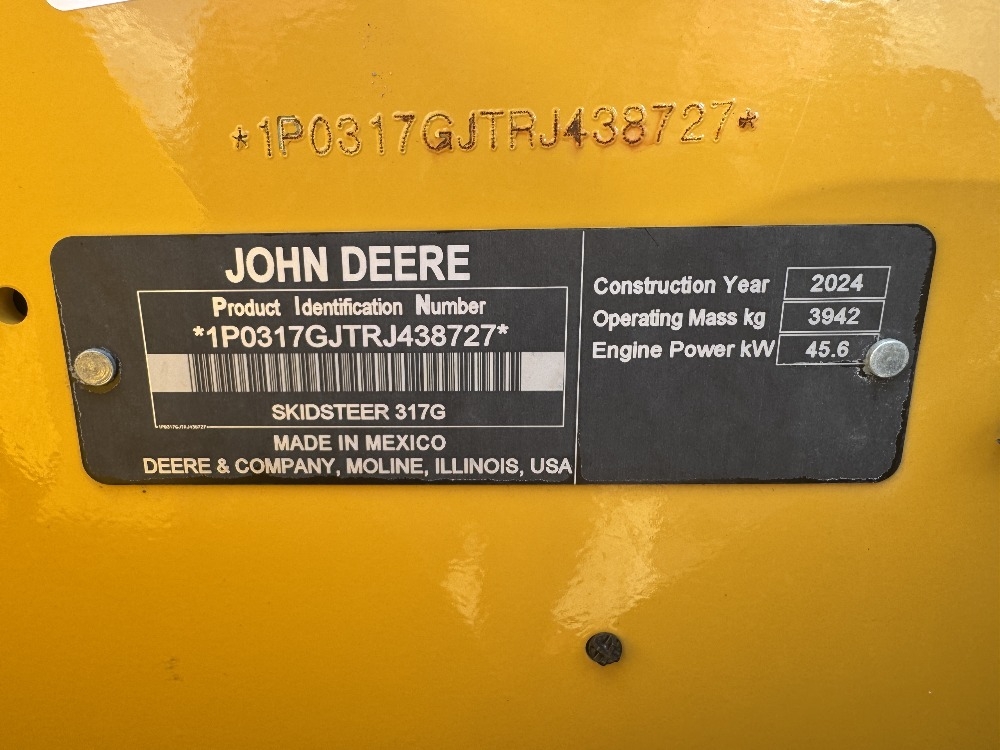 *1P0317GJTRJ438727*
JOHN DEERE
Product Identification Number
*1P0317GJTRJ438727*
SKIDSTEER 317G
1P0317GJTRJ438727
MADE IN MEXICO
DEERE & COMPANY, MOLINE, ILLINOIS, USA
Construction Year 2024
Operating Mass kg 3942
Engine Power kW 45.6